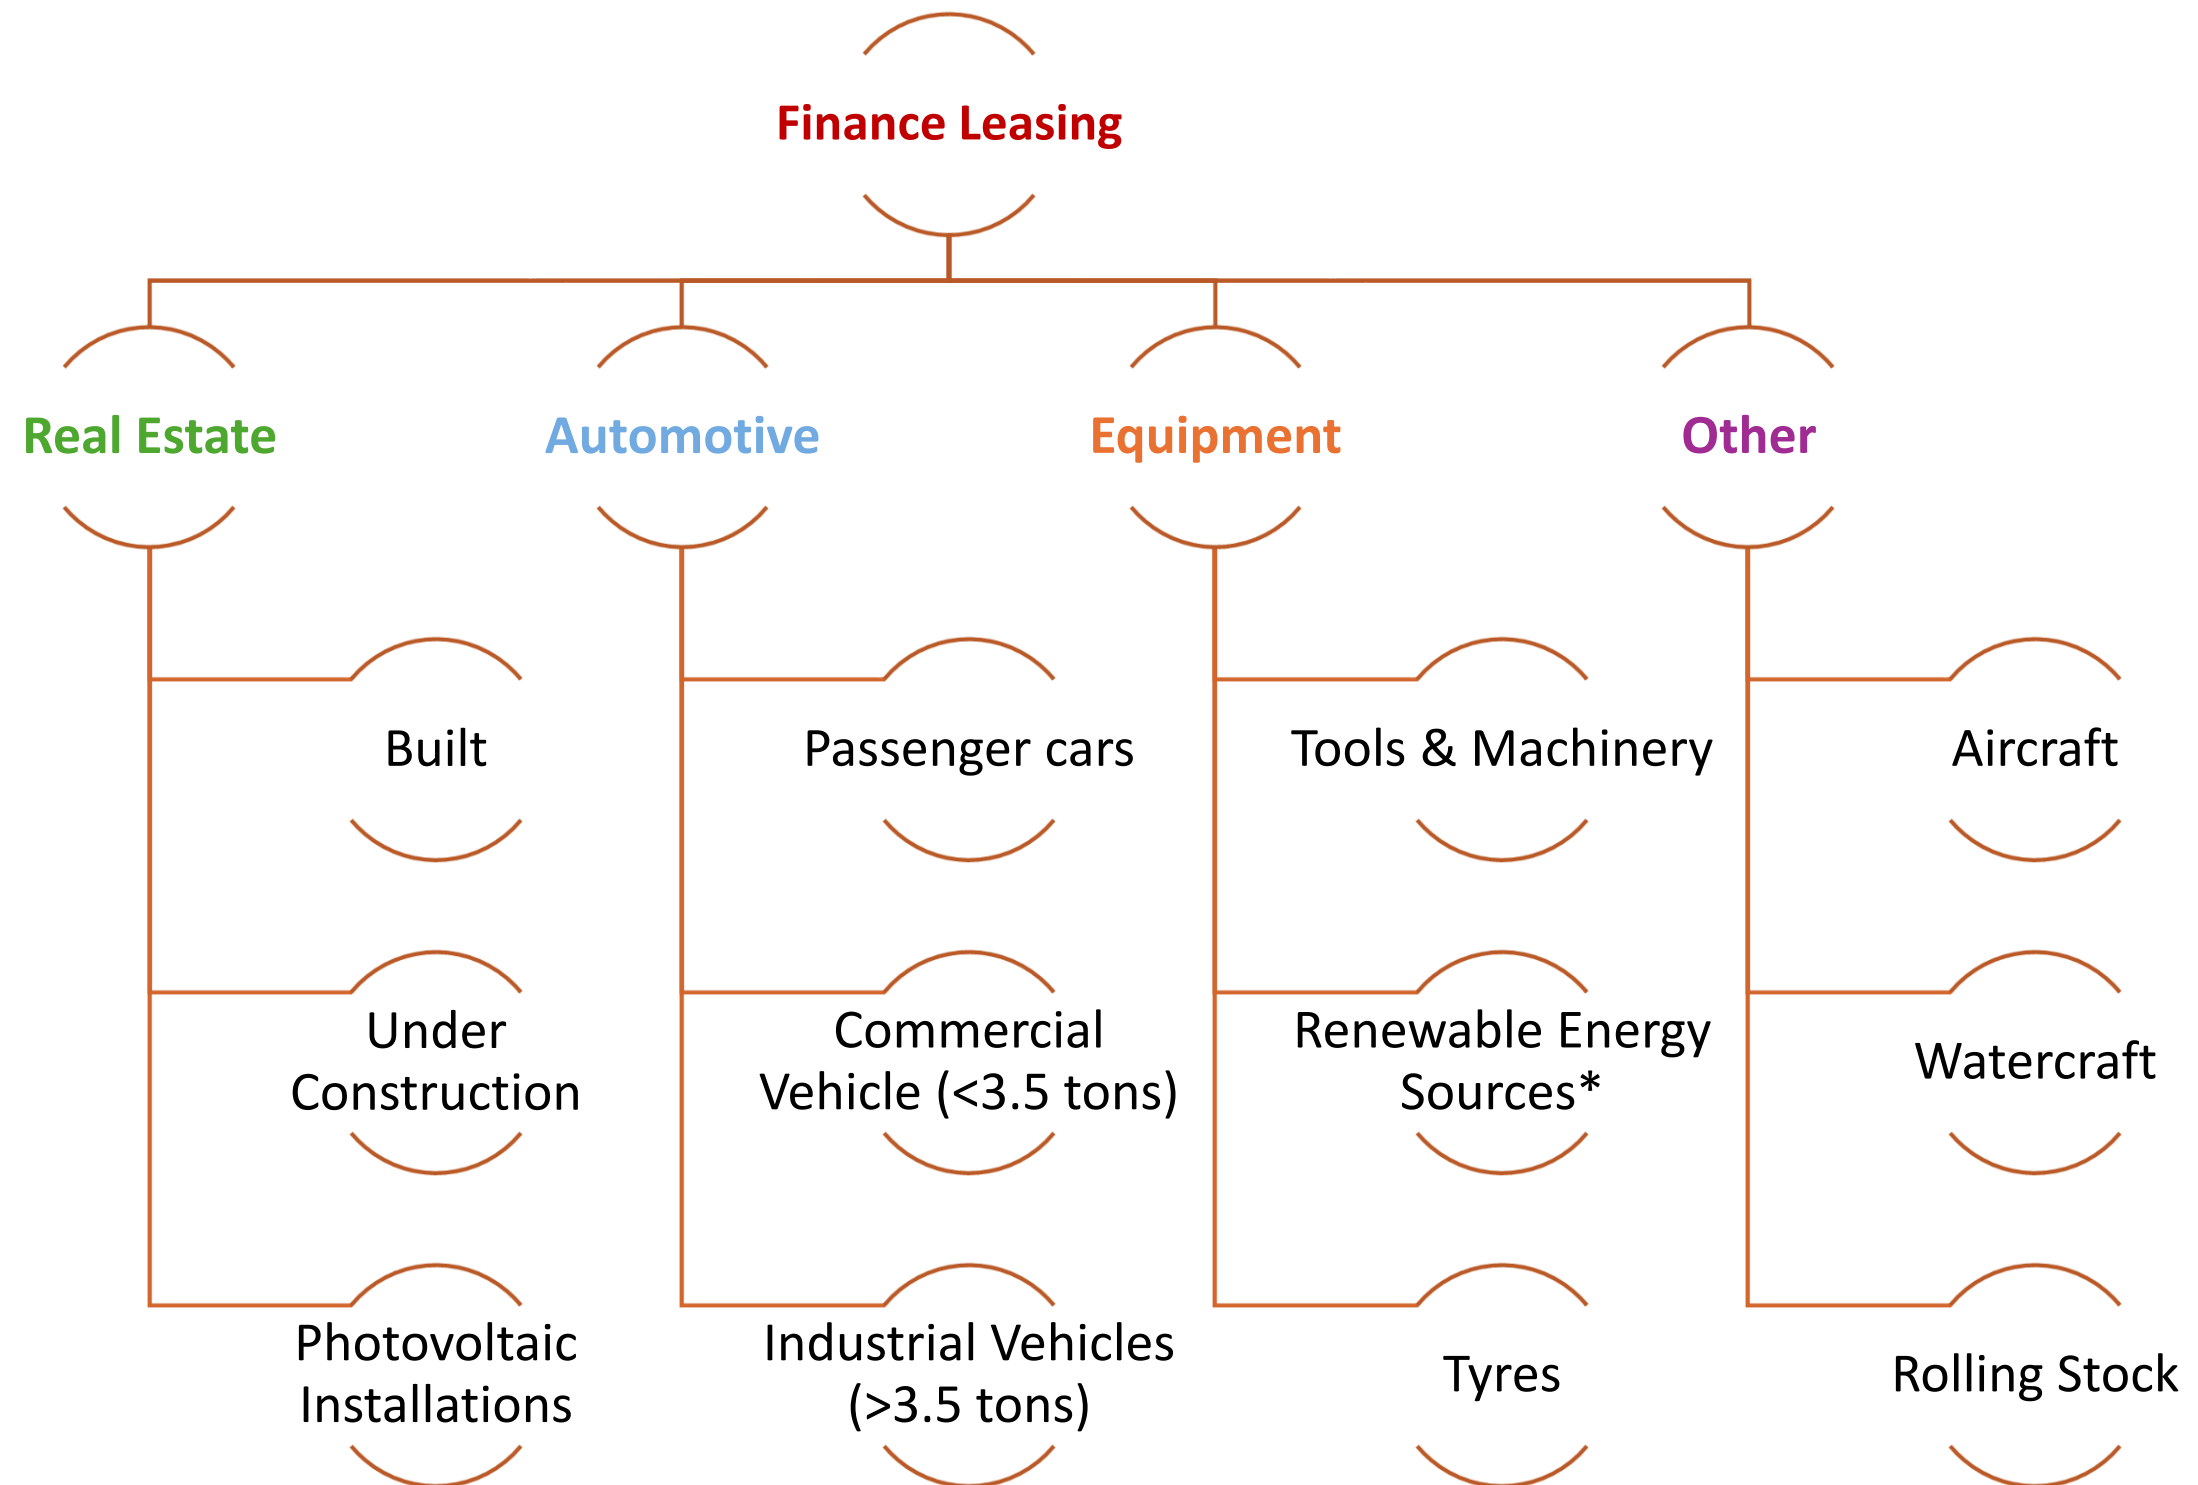 Finance Leasing
Real Estate
Automotive
Equipment
Other
Built
Passenger cars
Tools & Machinery
Aircraft
Under
Construction
Commercial
Vehicle (<3.5 tons)
Renewable Energy
Sources*
Watercraft
Photovoltaic
Installations
Industrial Vehicles
(>3.5 tons)
Tyres
Rolling Stock